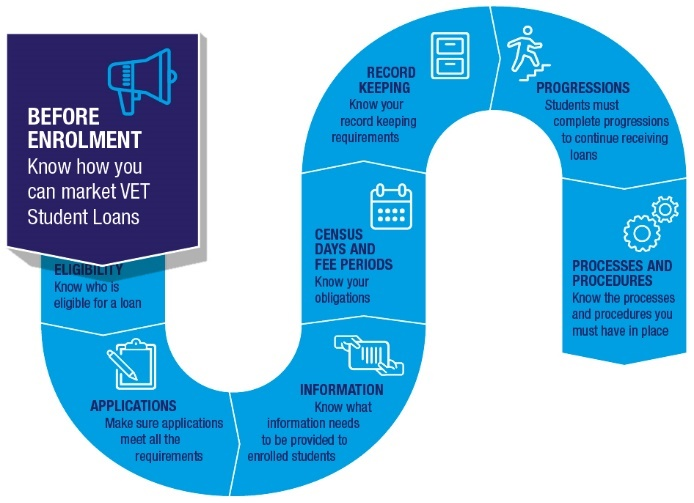 BEFORE
ENROLMENT
Know how you
can market VET
Student Loans
ELIGIBILITY
Know who is
eligible for a loan
APPLICATIONS
Make sure applications
meet all the
requirements
INFORMATION
Know what
information needs
to be provided to
enrolled students
CENSUS
DAYS AND
FEE PERIODS
Know your
obligations
RECORD
KEEPING
Know your
record keeping
requirements
PROGRESSIONS
Students must
complete progressions
to continue receiving
loans
PROCESSES AND
PROCEDURES
Know the processes
and procedures you
must have in place